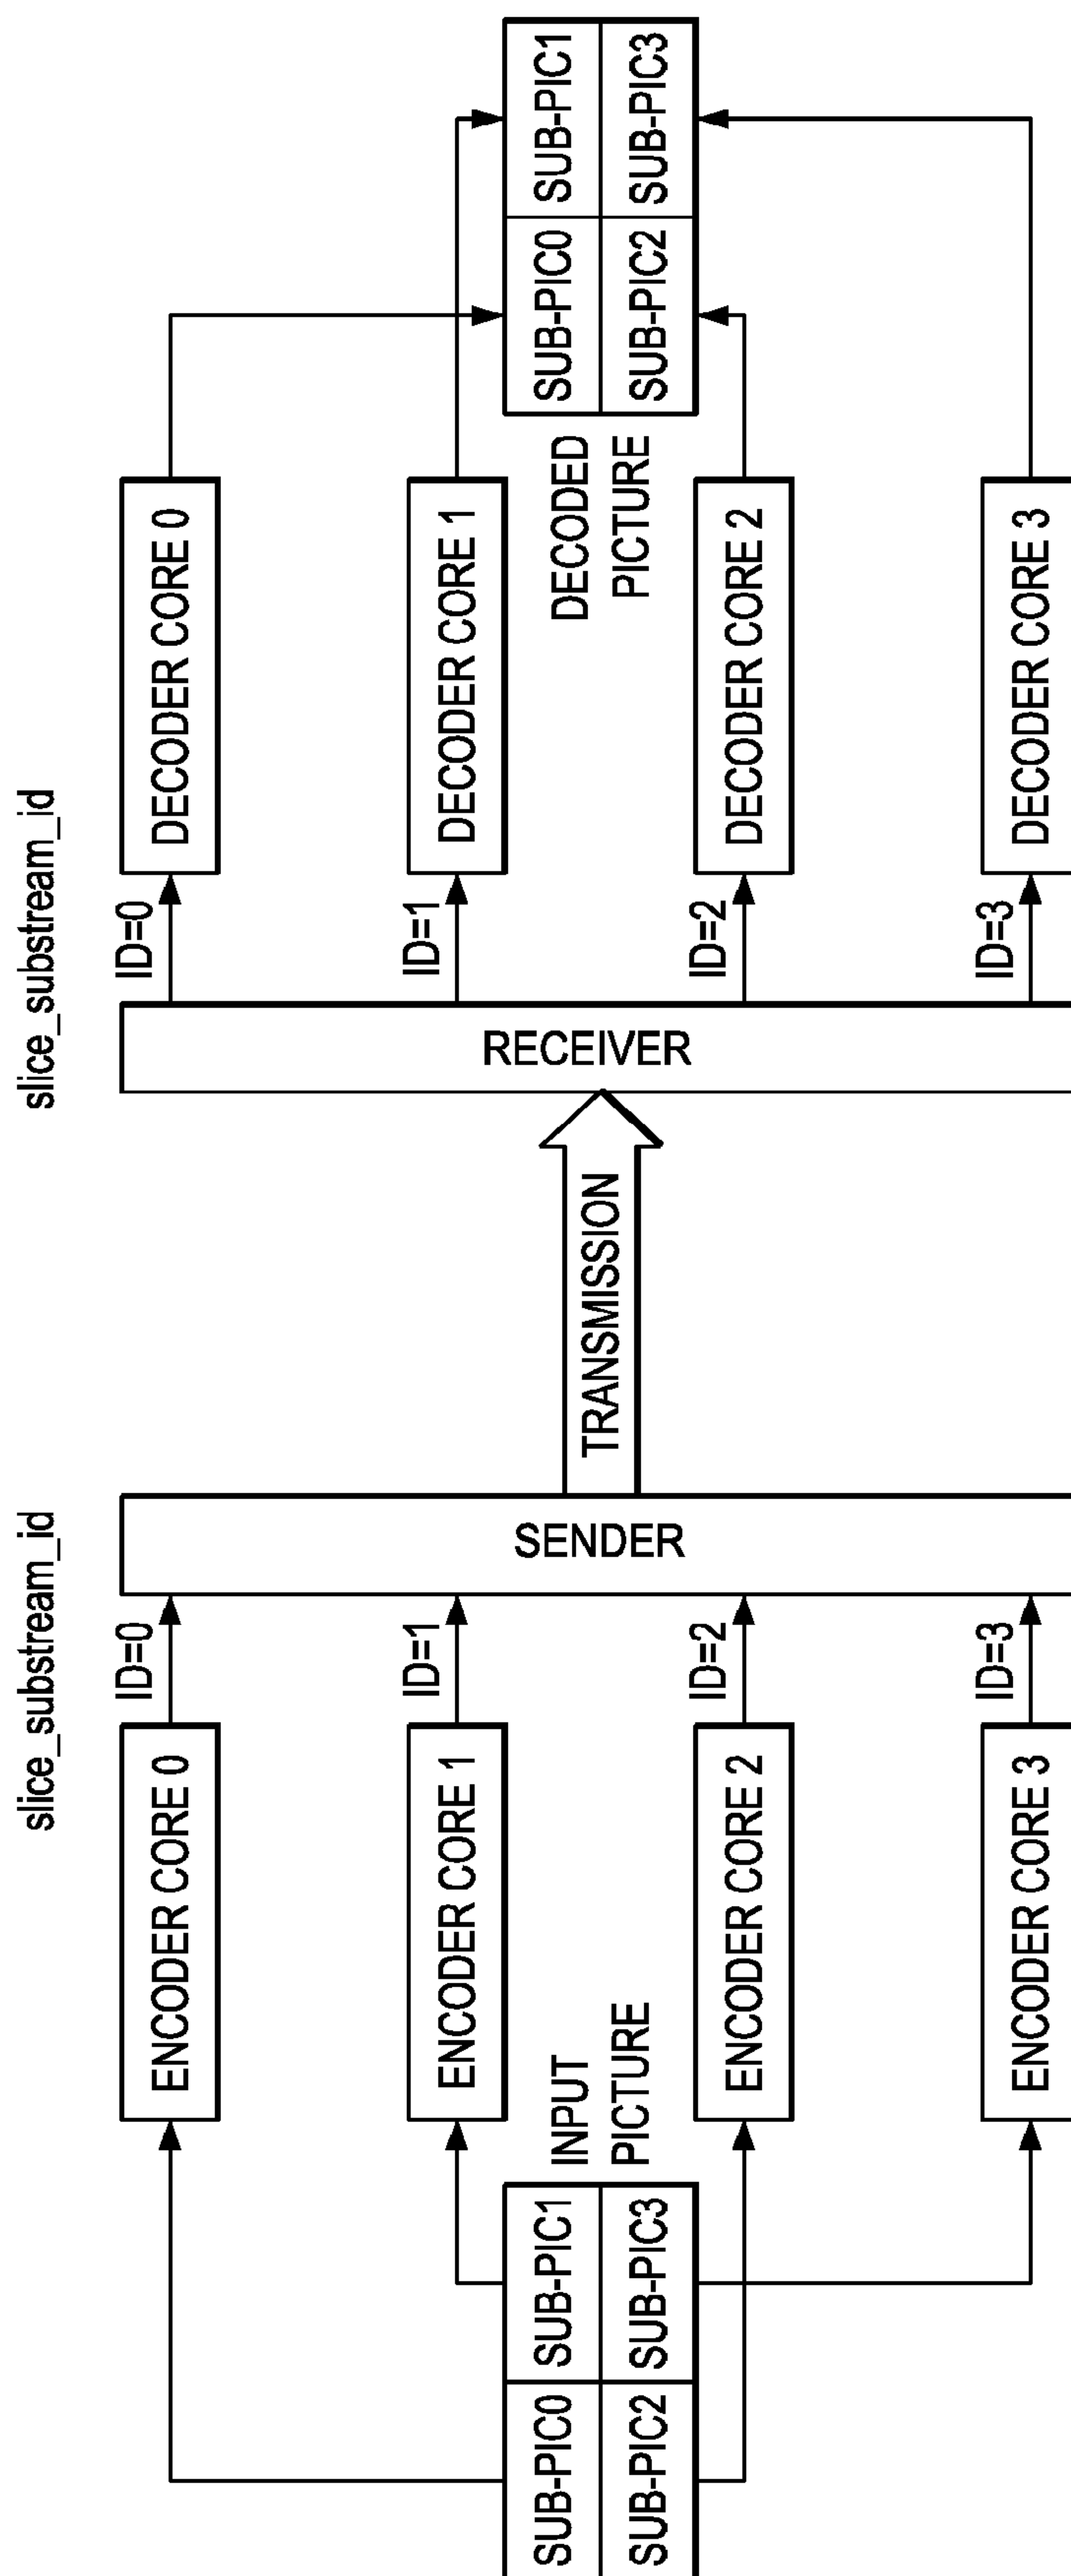 slice_substream_id
slice_substream_id
ENCODER CORE 0
ID=0
ID=0
DECODER CORE 0
ENCODER CORE 1
ID=1
ID=1
DECODER CORE 1
SUB-PIC0
SUB-PIC1
SUB-PIC2
SUB-PIC3
INPUT
PICTURE
SENDER
TRANSMISSION
RECEIVER
DECODED
PICTURE
SUB-PIC0
SUB-PIC1
SUB-PIC2
SUB-PIC3
ENCODER CORE 2
ID=2
ID=2
DECODER CORE 2
ENCODER CORE 3
ID=3
ID=3
DECODER CORE 3